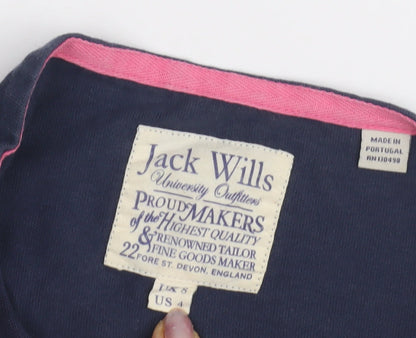 Jack Wills
University Outfitters
PROUD MAKERS
of the HIGHEST QUALITY
& RENOWNED TAILOR
FINE GOODS MAKER
22 FORE ST. DEVON, ENGLAND
UK 8
US 4
MADE IN
PORTUGAL
RN130498